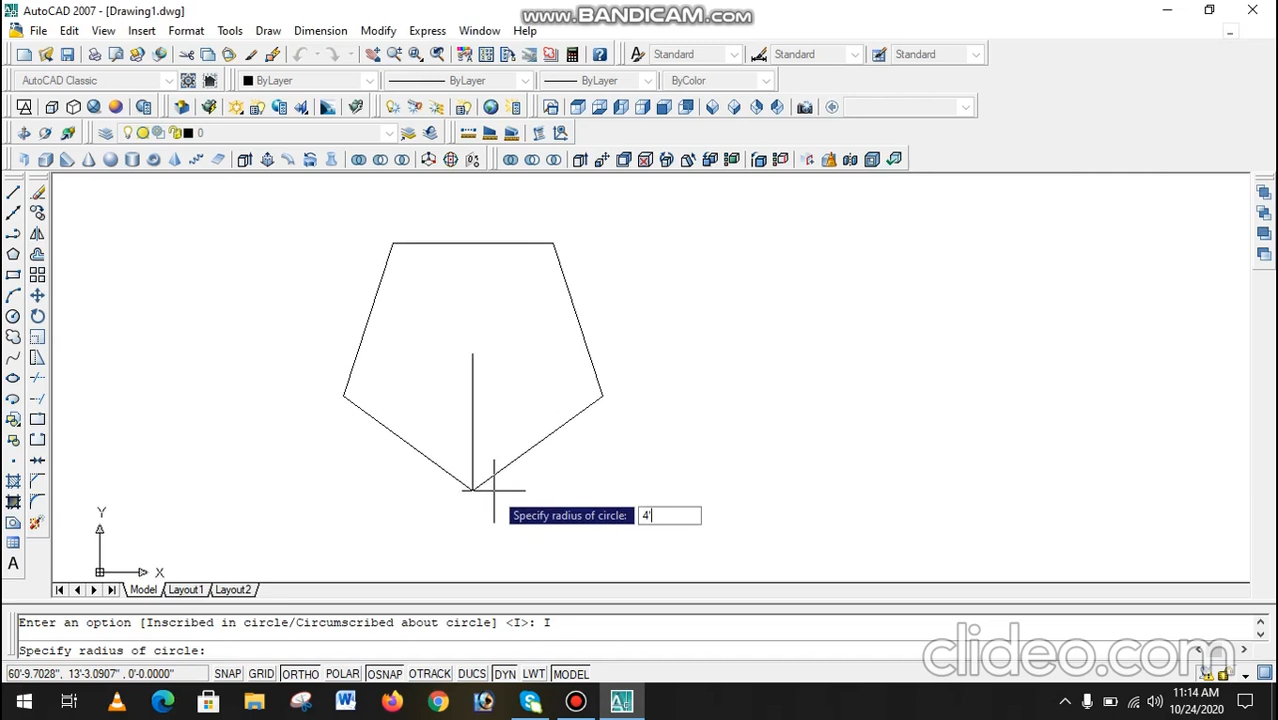 AutoCAD 2007 - [Drawing1.dwg]
www.BANDICAM.com
File Edit View Insert Format Tools Draw Dimension Modify Express Window Help
Standard Standard Standard
AutoCAD Classic ByLayer ByLayer ByLayer ByColor
0
Specify radius of circle: 4'
Y
X
A
Model Layout1 Layout2
Enter an option [Inscribed in circle/Circumscribed about circle] <I>: I
Specify radius of circle:
clideo.com
60'-9.7028", 13'-3.0907", 0'-0.0000" SNAP GRID ORTHO POLAR OSNAP OTRACK DUCS DYN LWT MODEL
11:14 AM
10/24/2020